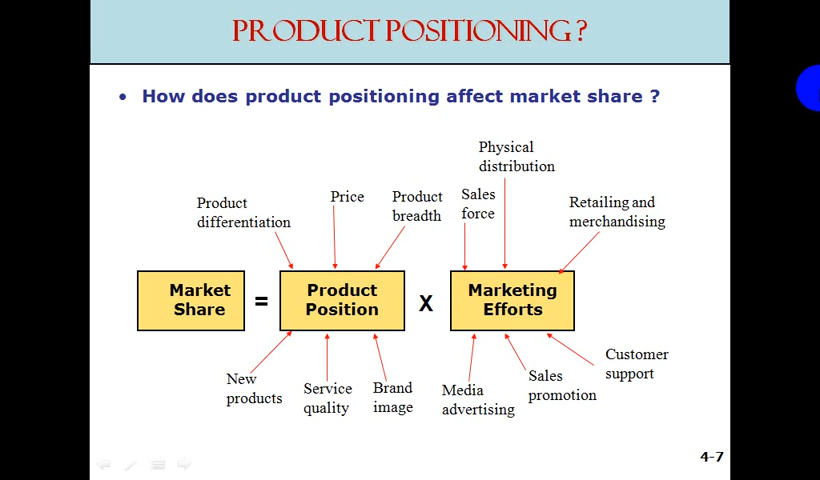 PRODUCT POSITIONING ?
• How does product positioning affect market share ?
Physical
distribution
Product
differentiation
Price
Product
breadth
Sales
force
Retailing and
merchandising
Market
Share
=
Product
Position
X
Marketing
Efforts
New
products
Service
quality
Brand
image
Media
advertising
Sales
promotion
Customer
support
4-7